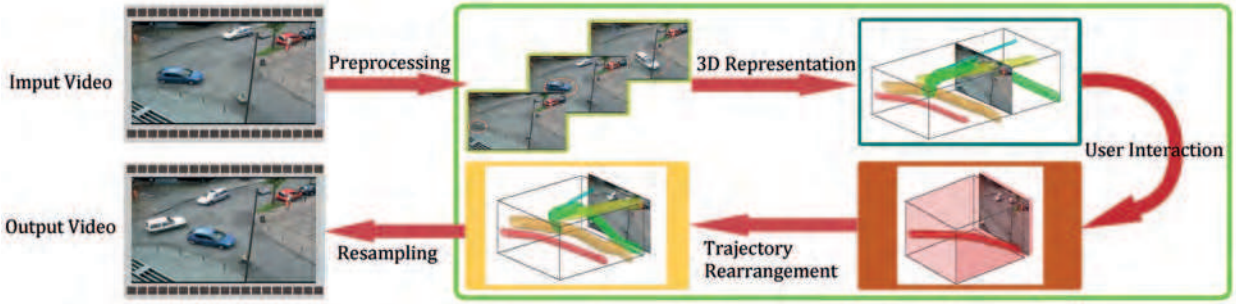 Imput Video
Preprocessing
3D Representation
User Interaction
Output Video
Resampling
Trajectory
Rearrangement